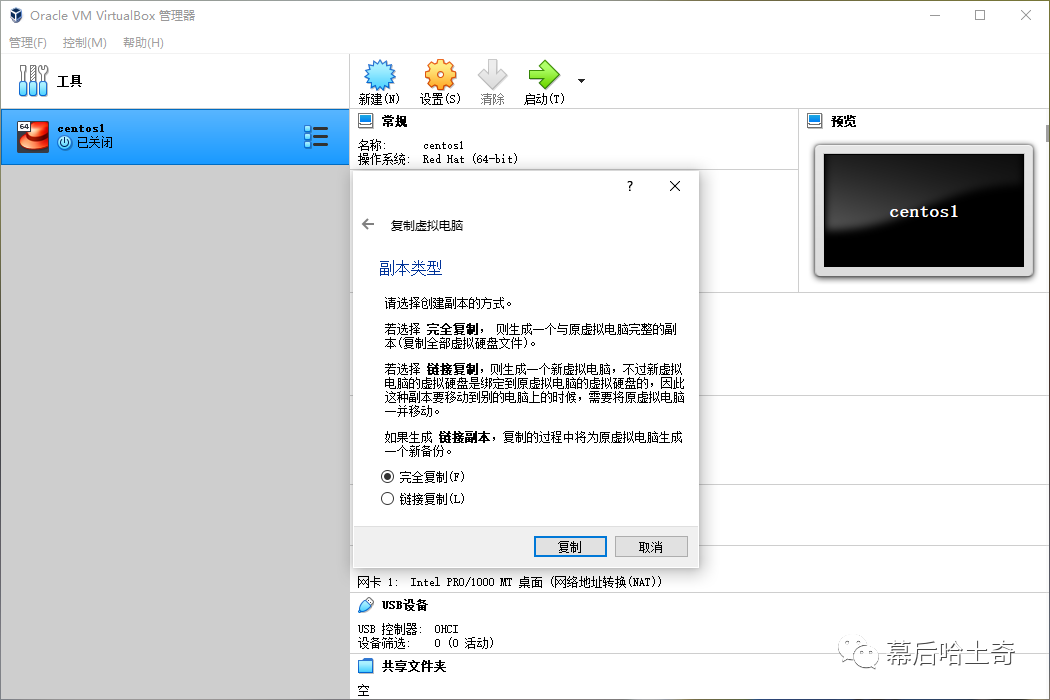 Oracle VM VirtualBox 管理器
管理(F) 控制(M) 帮助(H)
工具
新建(N) 设置(S) 清除 启动(T)
64
centos1
已关闭
常规
名称: centos1
操作系统: Red Hat (64-bit)
预览
centos1
?
复制虚拟电脑
副本类型
请选择创建副本的方式。
若选择 完全复制, 则生成一个与原虚拟电脑完整的副
本(复制全部虚拟硬盘文件)。
若选择 链接复制,则生成一个新虚拟电脑,不过新虚拟
电脑的虚拟硬盘是绑定到原虚拟电脑的虚拟硬盘的,因此
这种副本要移动到别的电脑上的时候,需要将原虚拟电脑
一并移动。
如果生成 链接副本,复制的过程中将为原虚拟电脑生成
一个新备份。
完全复制(F)
链接复制(L)
复制 取消
网卡 1: Intel PRO/1000 MT 桌面 (网络地址转换(NAT))
USB设备
USB 控制器: OHCI
设备筛选: 0 (0 活动)
共享文件夹
空
幕后哈土奇